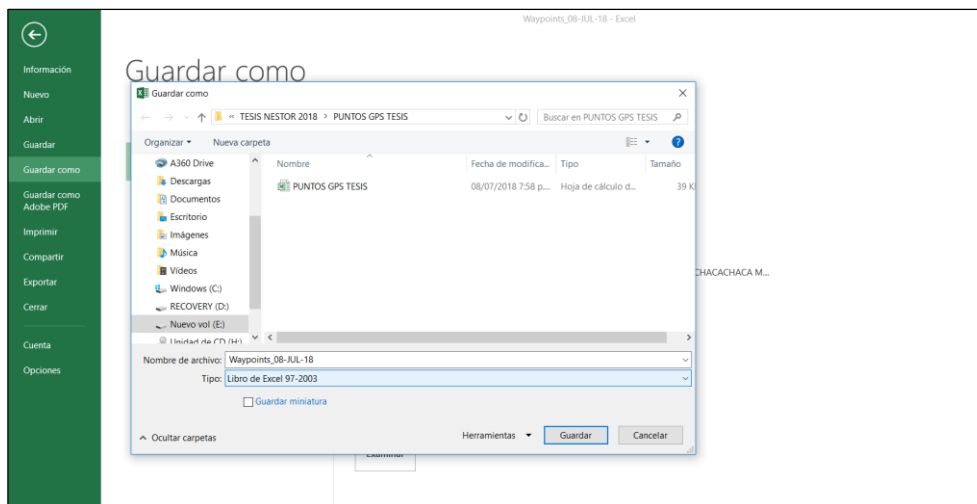 Waypoints_08-JUL-18 - Excel
Información
Nuevo
Abrir
Guardar
Guardar como
Guardar como
Adobe PDF
Imprimir
Compartir
Exportar
Cerrar
Cuenta
Opciones
Guardar como
Guardar como
« TESIS NESTOR 2018 > PUNTOS GPS TESIS
Buscar en PUNTOS GPS TESIS
Organizar
Nueva carpeta
A360 Drive
Descargas
Documentos
Escritorio
Imágenes
Música
Vídeos
Windows (C:)
RECOVERY (D:)
Nuevo vol (E:)
Unidad de CD (H:)
Nombre
Fecha de modifica...
Tipo
Tamaño
PUNTOS GPS TESIS
08/07/2018 7:58 p...
Hoja de cálculo d...
39 K
CHACACHACA M...
Nombre de archivo: Waypoints_08-JUL-18
Tipo: Libro de Excel 97-2003
Guardar miniatura
Ocultar carpetas
Herramientas
Guardar
Cancelar
Examinar